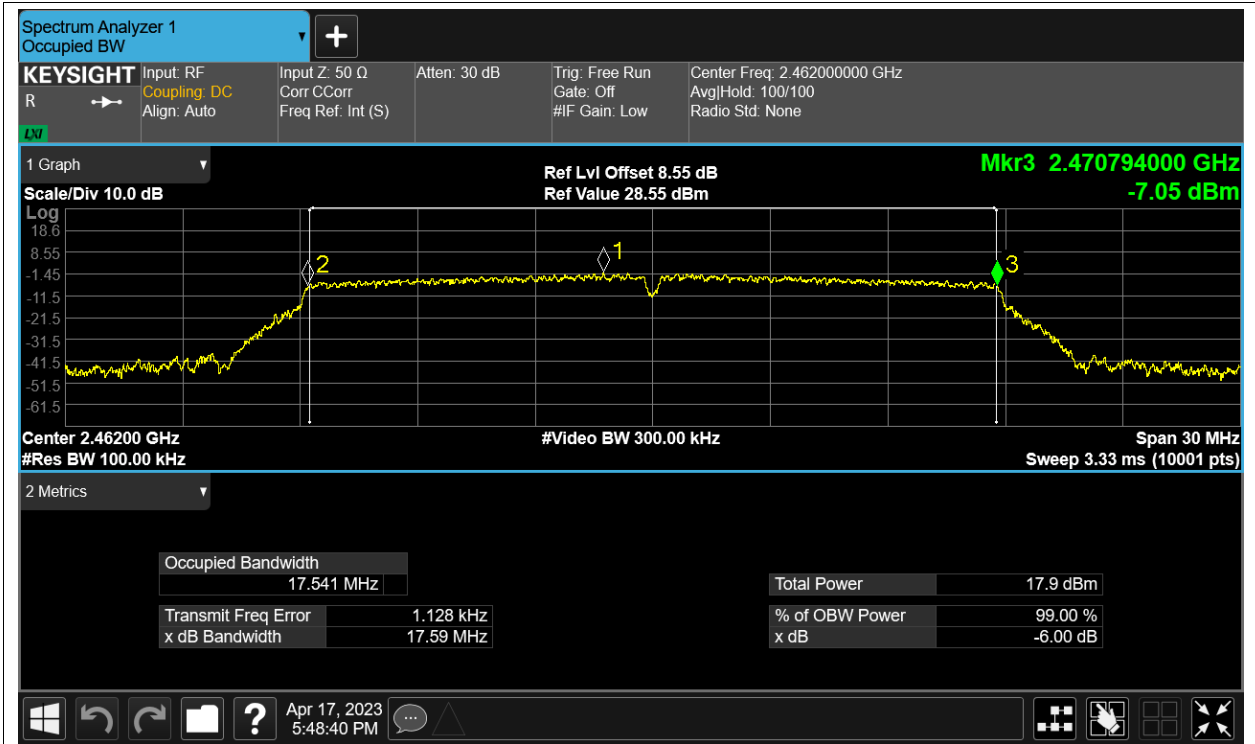 Spectrum Analyzer 1
Occupied BW
KEYSIGHT
R
LXI
Input: RF
Coupling: DC
Align: Auto
Input Z: 50 Ω
Corr CCorr
Freq Ref: Int (S)
Atten: 30 dB
Trig: Free Run
Gate: Off
#IF Gain: Low
Center Freq: 2.462000000 GHz
Avg|Hold: 100/100
Radio Std: None
1 Graph
Scale/Div 10.0 dB
Ref Lvl Offset 8.55 dB
Ref Value 28.55 dBm
Mkr3 2.470794000 GHz
-7.05 dBm
Log
18.6
8.55
-1.45
-11.5
-21.5
-31.5
-41.5
-51.5
-61.5
2
1
3
Center 2.46200 GHz
#Video BW 300.00 kHz
Span 30 MHz
#Res BW 100.00 kHz
Sweep 3.33 ms (10001 pts)
2 Metrics
Occupied Bandwidth
17.541 MHz
Transmit Freq Error 1.128 kHz
x dB Bandwidth 17.59 MHz
Total Power 17.9 dBm
% of OBW Power 99.00 %
x dB -6.00 dB
?
Apr 17, 2023
5:48:40 PM